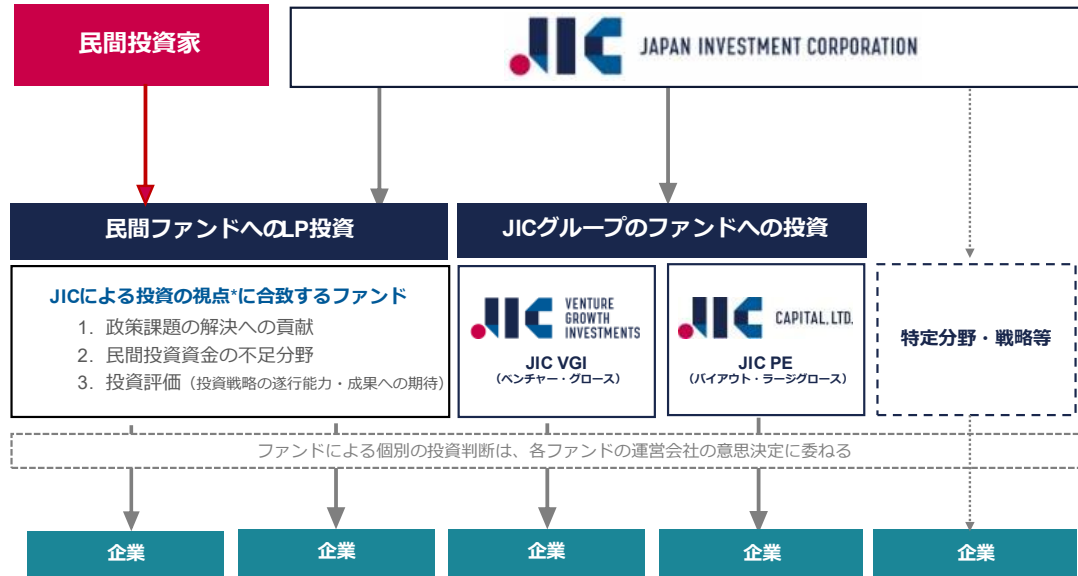 民間投資家
JIC JAPAN INVESTMENT CORPORATION
民間ファンドへのLP投資
JICグループのファンドへの投資
JICによる投資の視点*に合致するファンド
1. 政策課題の解決への貢献
2. 民間投資資金の不足分野
3. 投資評価（投資戦略の遂行能力・成果への期待）
JIC VENTURE
GROWTH
INVESTMENTS
JIC VGI
（ベンチャー・グロース）
JIC CAPITAL, LTD.
JIC PE
（バイアウト・ラージグロース）
特定分野・戦略等
ファンドによる個別の投資判断は、各ファンドの運営会社の意思決定に委ねる
企業
企業
企業
企業
企業